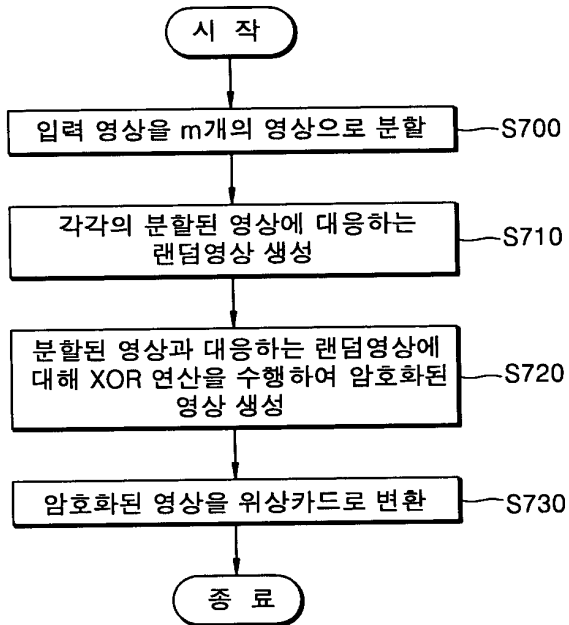 시 작
입력 영상을 m개의 영상으로 분할
S700
각각의 분할된 영상에 대응하는
랜덤영상 생성
S710
분할된 영상과 대응하는 랜덤영상에
대해 XOR 연산을 수행하여 암호화된
영상 생성
S720
암호화된 영상을 위상카드로 변환
S730
종 료